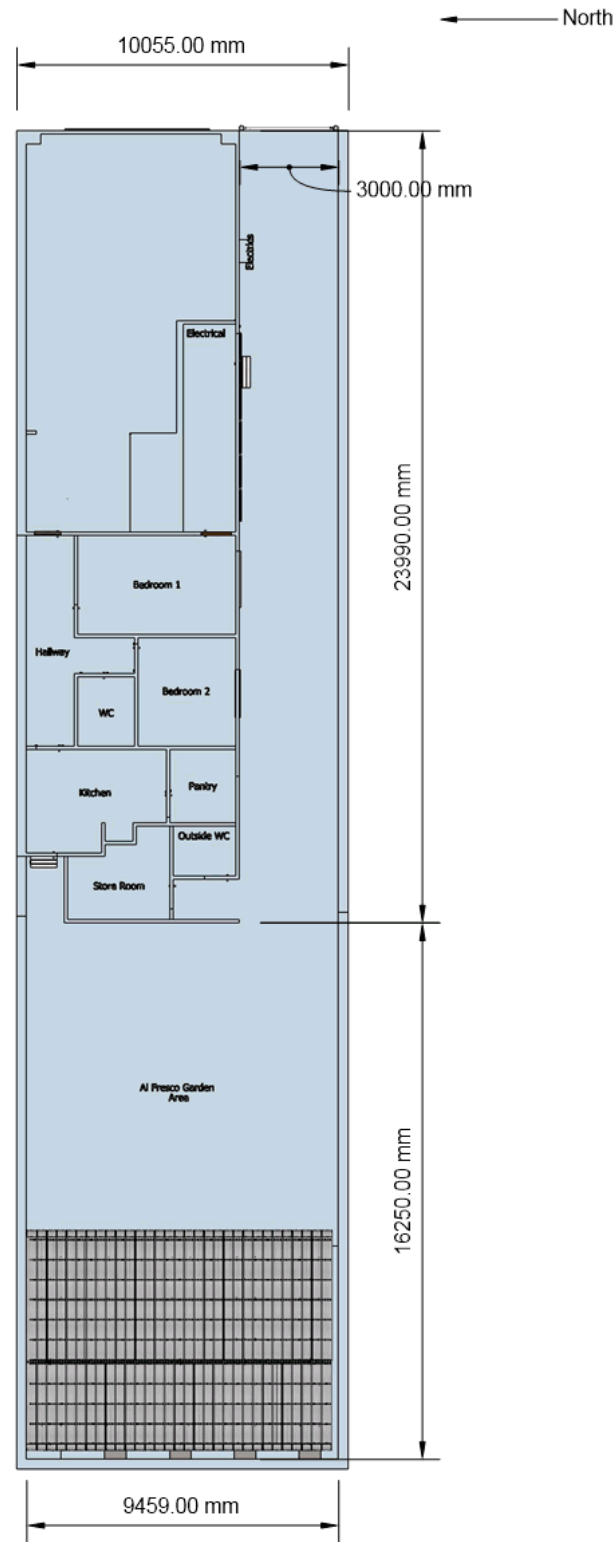 North
10055.00 mm
3000.00 mm
Electrics
Electrical
23990.00 mm
Bedroom 1
Hallway
Bedroom 2
WC
Kitchen
Pantry
Outside WC
Store Room
Al Fresco Garden
Area
16250.00 mm
9459.00 mm